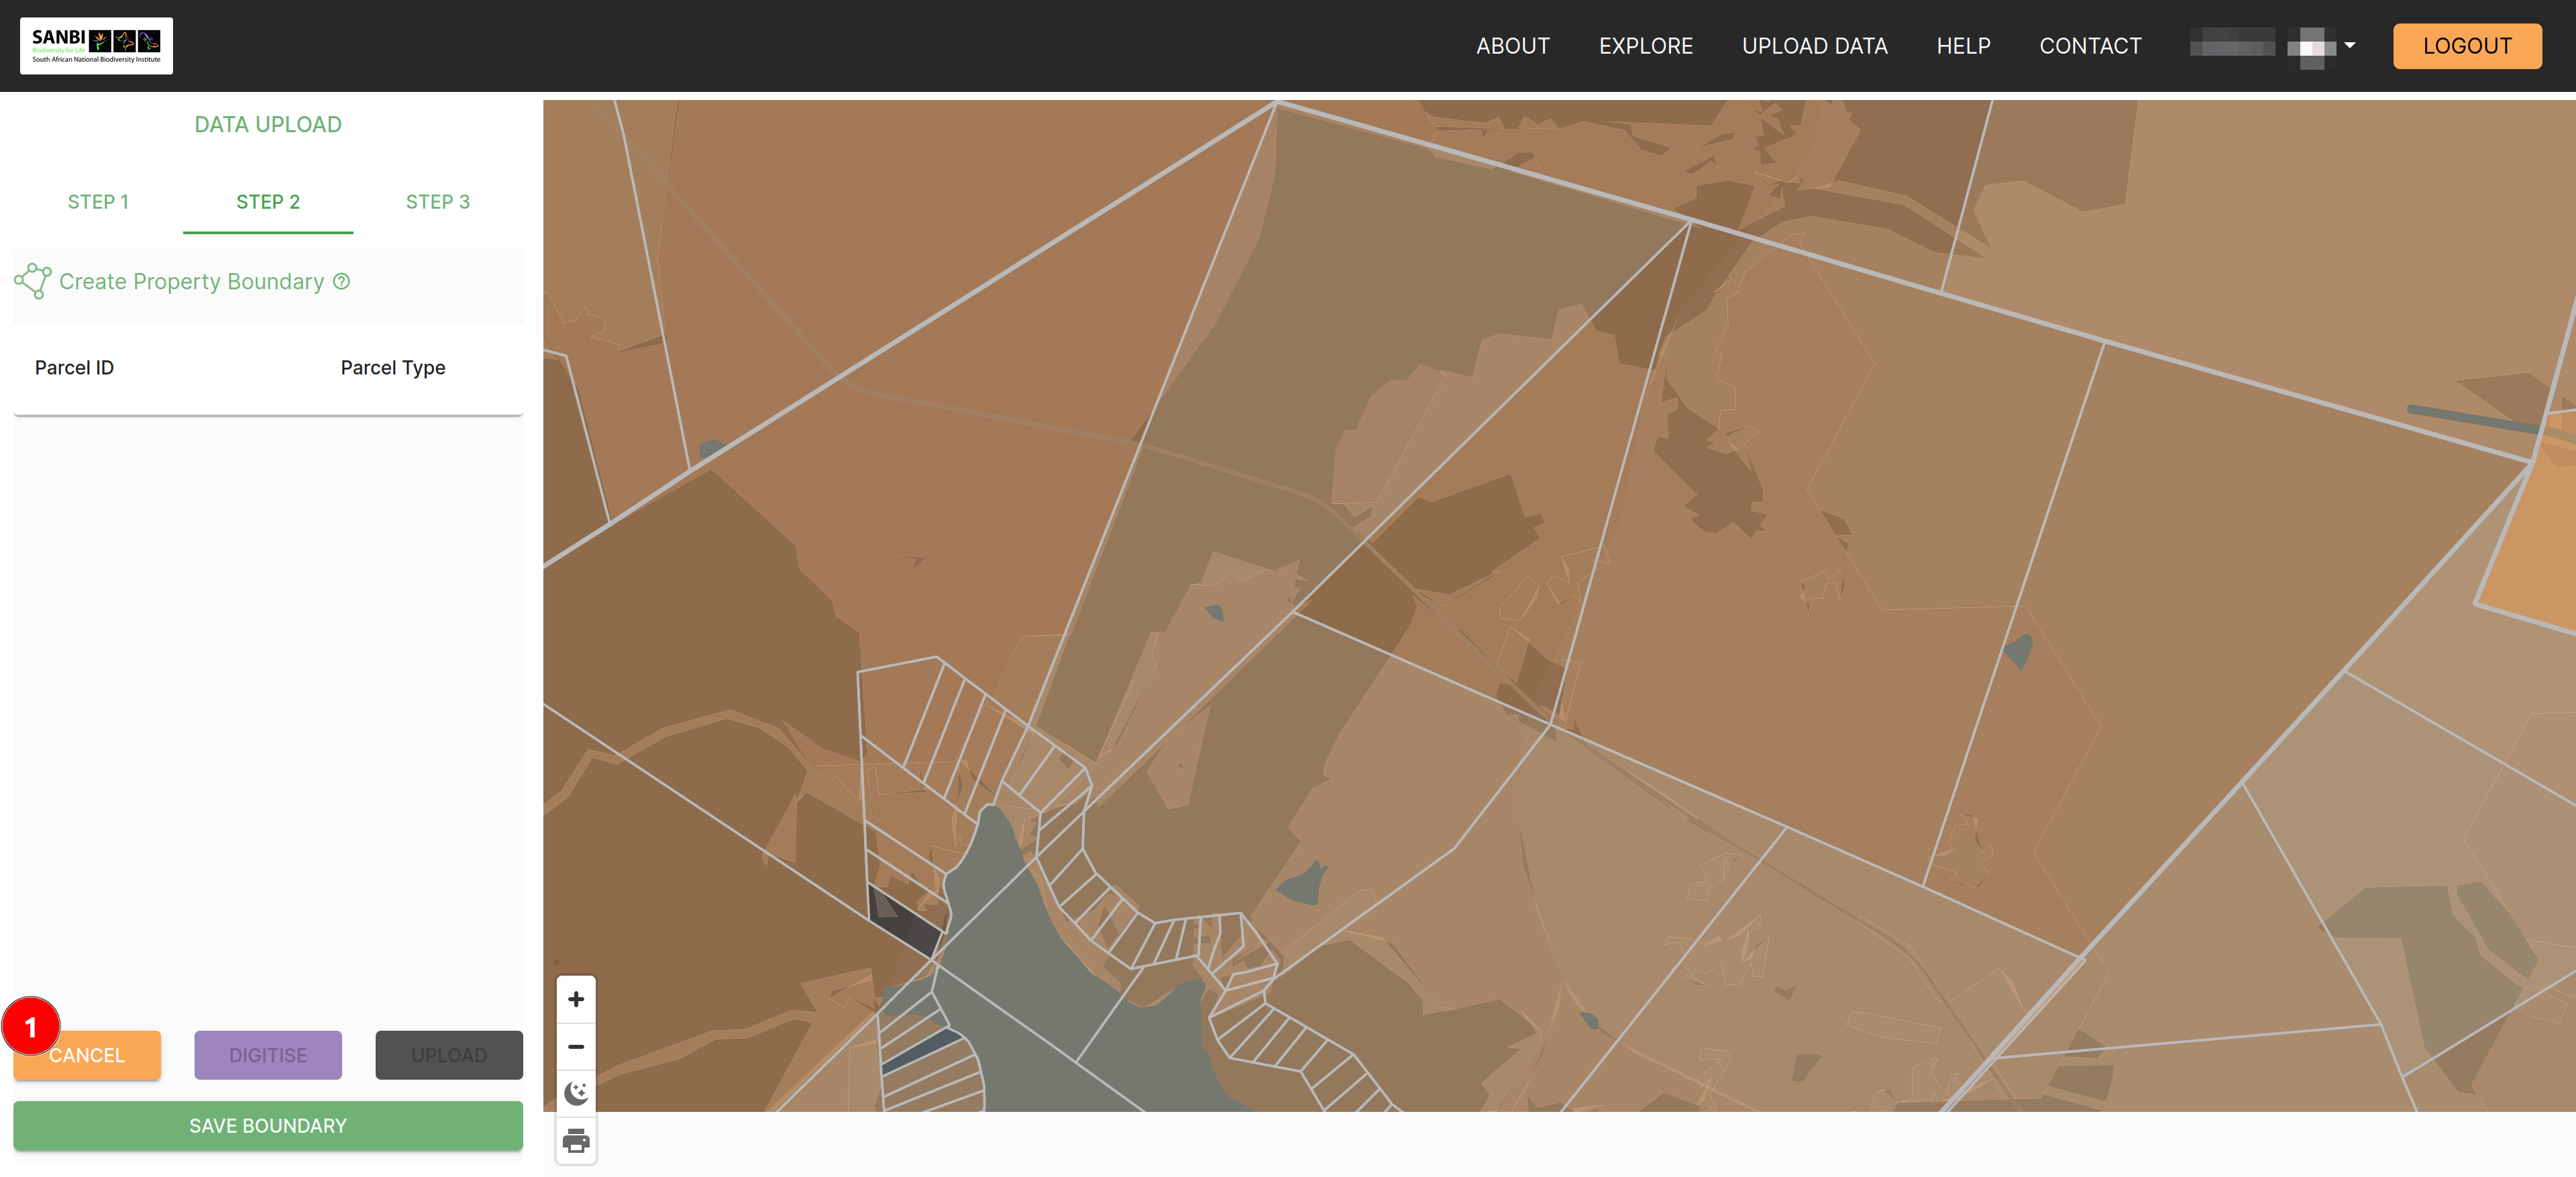 SANBI
Biodiversity for Life
South African National Biodiversity Institute
ABOUT
EXPLORE
UPLOAD DATA
HELP
CONTACT
LOGOUT
DATA UPLOAD
STEP 1
STEP 2
STEP 3
Create Property Boundary ?
Parcel ID
Parcel Type
1
CANCEL
DIGITISE
UPLOAD
SAVE BOUNDARY